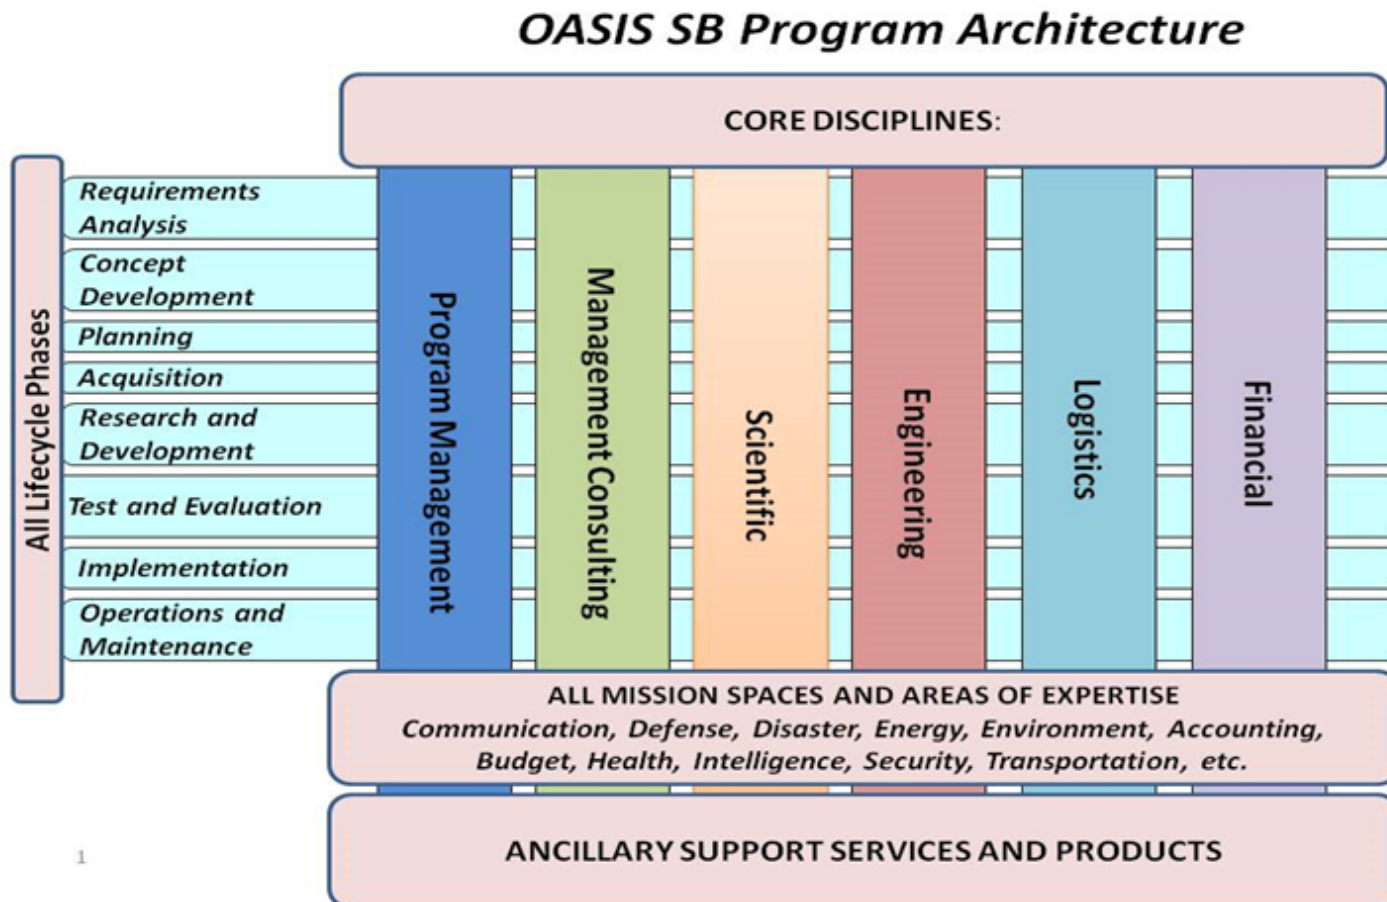 OASIS SB Program Architecture
CORE DISCIPLINES:
All Lifecycle Phases
Requirements
Analysis
Concept
Development
Planning
Acquisition
Research and
Development
Test and Evaluation
Implementation
Operations and
Maintenance
Program Management
Management Consulting
Scientific
Engineering
Logistics
Financial
ALL MISSION SPACES AND AREAS OF EXPERTISE
Communication, Defense, Disaster, Energy, Environment, Accounting,
Budget, Health, Intelligence, Security, Transportation, etc.
ANCILLARY SUPPORT SERVICES AND PRODUCTS
1